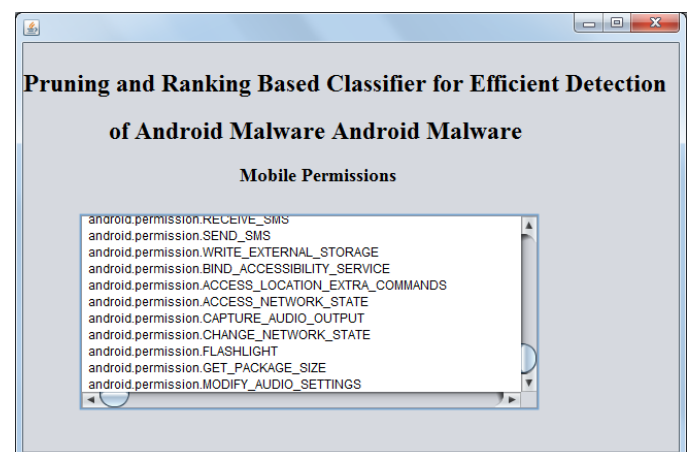 Pruning and Ranking Based Classifier for Efficient Detection
of Android Malware Android Malware
Mobile Permissions
android.permission.RECEIVE_SMS
android.permission.SEND_SMS
android.permission.WRITE_EXTERNAL_STORAGE
android.permission.BIND_ACCESSIBILITY_SERVICE
android.permission.ACCESS_LOCATION_EXTRA_COMMANDS
android.permission.ACCESS_NETWORK_STATE
android.permission.CAPTURE_AUDIO_OUTPUT
android.permission.CHANGE_NETWORK_STATE
android.permission.FLASHLIGHT
android.permission.GET_PACKAGE_SIZE
android.permission.MODIFY_AUDIO_SETTINGS